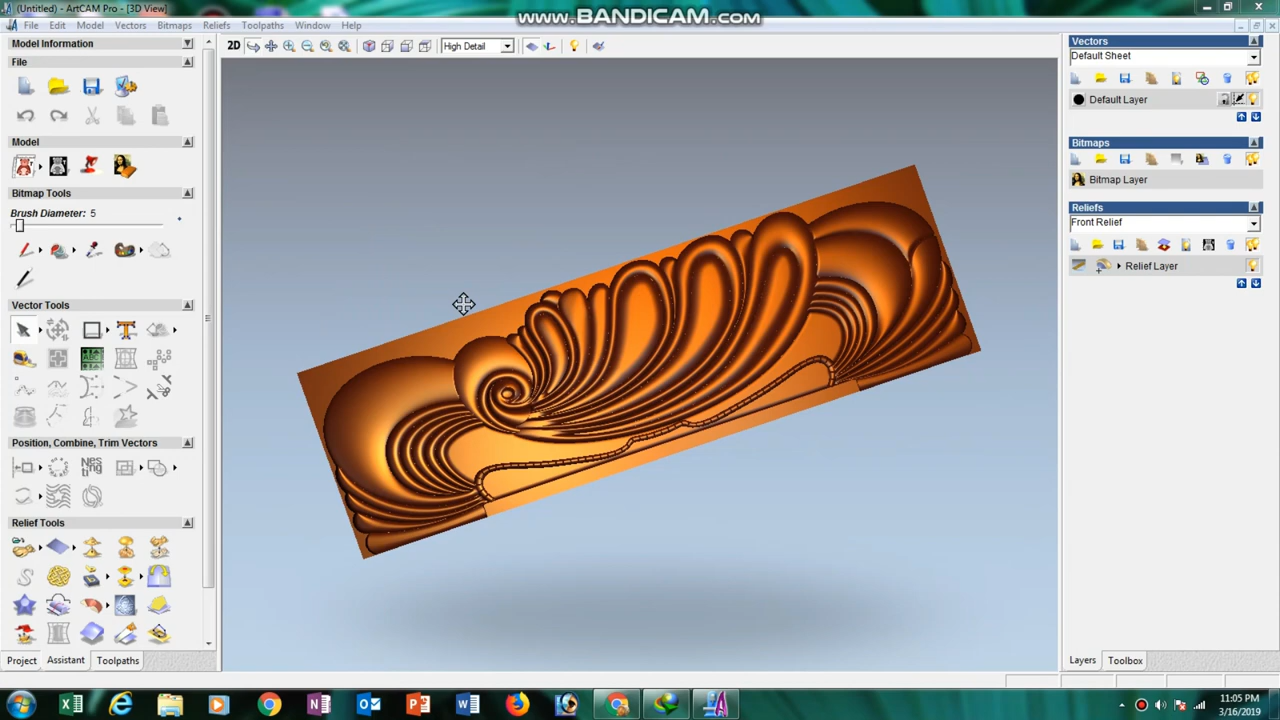 (Untitled) - ArtCAM Pro - [3D View]
www.BANDICAM.com
File Edit Model Vectors Bitmaps Reliefs Toolpaths Window Help
Model Information
2D
High Detail
File
Model
Bitmap Tools
Brush Diameter: 5
Vector Tools
Position, Combine, Trim Vectors
Nes
ting
Relief Tools
Project Assistant Toolpaths
Vectors
Default Sheet
Default Layer
Bitmaps
Bitmap Layer
Reliefs
Front Relief
Relief Layer
Layers Toolbox
11:05 PM
3/16/2019